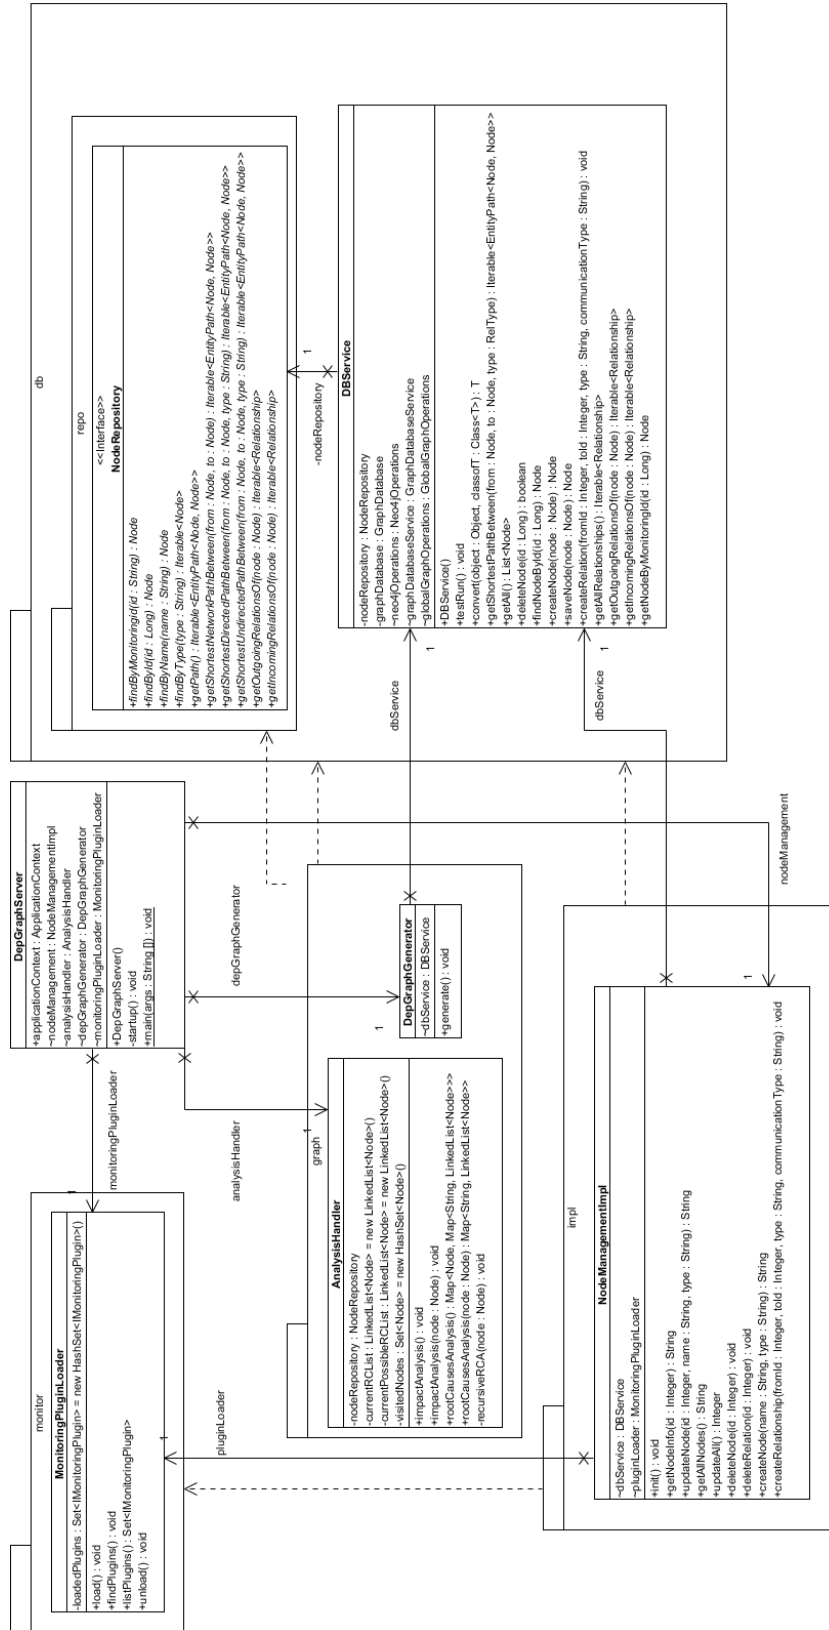 monitor
MonitoringPluginLoader
-loadedPlugins : Set<IMonitoringPlugin> = new HashSet<IMonitoringPlugin>()
+load() : void
+findPlugins() : void
+listPlugins() : Set<IMonitoringPlugin>
+unload() : void
1
monitoringPluginLoader
DepGraphServer
+applicationContext : ApplicationContext
~nodeManagement : NodeManagementImpl
~analysisHandler : AnalysisHandler
~depGraphGenerator : DepGraphGenerator
~monitoringPluginLoader : MonitoringPluginLoader
+DepGraphServer()
-startup() : void
+main(args : String []) : void
db
repo
<<Interface>>
NodeRepository
+findByMonitoringId(id : String) : Node
+findById(id : Long) : Node
+findByName(name : String) : Node
+findByType(type : String) : Iterable<Node>
+getPath() : Iterable<EntityPath<Node, Node>>
+getShortestNetworkPathBetween(from : Node, to : Node) : Iterable<EntityPath<Node, Node>>
+getShortestDirectedPathBetween(from : Node, to : Node, type : String) : Iterable<EntityPath<Node, Node>>
+getShortestUndirectedPathBetween(from : Node, to : Node, type : String) : Iterable<EntityPath<Node, Node>>
+getOutgoingRelationsOf(node : Node) : Iterable<Relationship>
+getIncomingRelationsOf(node : Node) : Iterable<Relationship>
-nodeRepository
1
DBService
-nodeRepository : NodeRepository
-graphDatabase : GraphDatabase
~neo4jOperations : Neo4jOperations
~graphDatabaseService : GraphDatabaseService
~globalGraphOperations : GlobalGraphOperations
+DBService()
+testRun() : void
+convert(object : Object, classofT : Class<T>) : T
+getShortestPathBetween(from : Node, to : Node, type : RelType) : Iterable<EntityPath<Node, Node>>
+getAll() : List<Node>
+deleteNode(id : Long) : boolean
+findNodeById(id : Long) : Node
+createNode(node : Node) : Node
+saveNode(node : Node) : Node
+createRelation(fromId : Integer, toId : Integer, type : String, communicationType : String) : void
+getAllRelationships() : Iterable<Relationship>
+getOutgoingRelationsOf(node : Node) : Iterable<Relationship>
+getIncomingRelationsOf(node : Node) : Iterable<Relationship>
+getNodeByMonitoringId(id : Long) : Node
pluginLoader
1
analysisHandler
1
depGraphGenerator
1
dbService
1
dbService
1
graph
AnalysisHandler
-nodeRepository : NodeRepository
-currentRCList : LinkedList<Node> = new LinkedList<Node>()
-currentPossibleRCList : LinkedList<Node> = new LinkedList<Node>()
-visitedNodes : Set<Node> = new HashSet<Node>()
+impactAnalysis() : void
+impactAnalysis(node : Node) : void
+rootCausesAnalysis() : Map<Node, Map<String, LinkedList<Node>>>
+rootCausesAnalysis(node : Node) : Map<String, LinkedList<Node>>
-recursiveRCA(node : Node) : void
DepGraphGenerator
~dbService : DBService
+generate() : void
nodeManagement
1
impl
NodeManagementImpl
~dbService : DBService
~pluginLoader : MonitoringPluginLoader
+init() : void
+getNodeInfo(id : Integer) : String
+updateNode(id : Integer, name : String, type : String) : String
+getAllNodes() : String
+updateAll() : Integer
+deleteNode(id : Integer) : void
+deleteRelation(id : Integer) : void
+createNode(name : String, type : String) : String
+createRelationship(fromId : Integer, toId : Integer, type : String, communicationType : String) : void